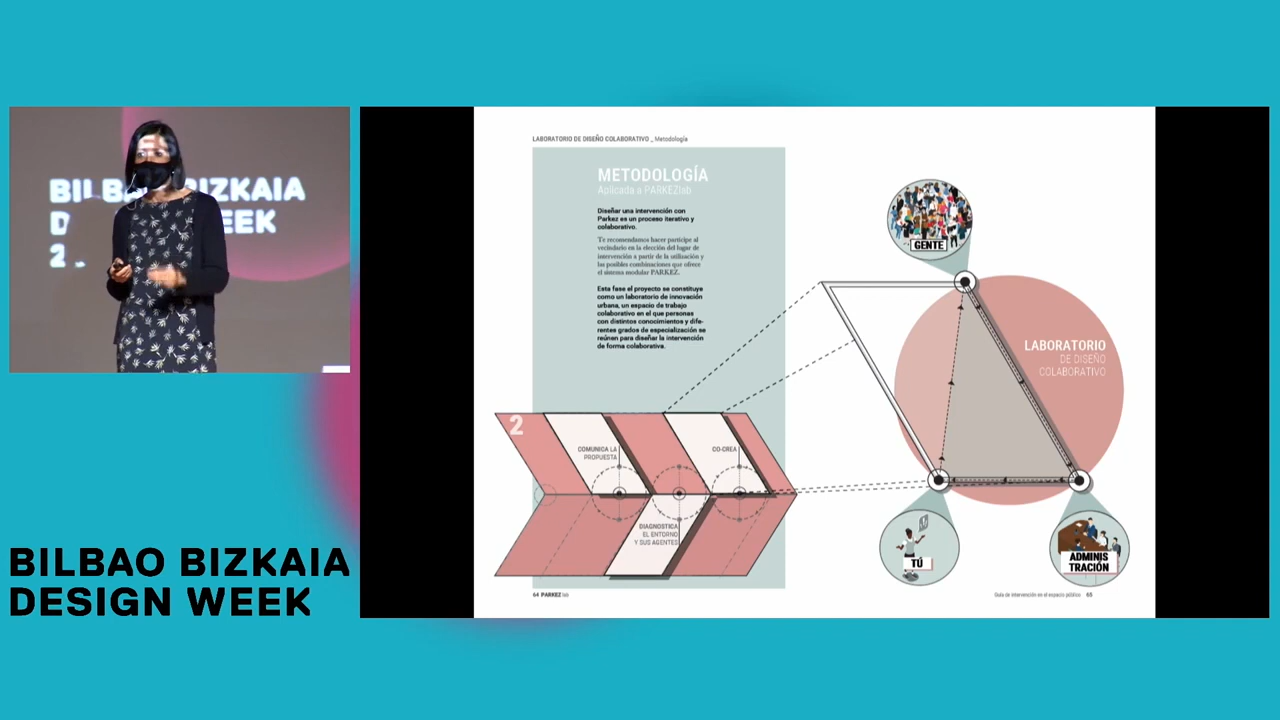 BILBAO BIZKAIA
DESIGN WEEK
LABORATORIO DE DISEÑO COLABORATIVO _ Metodología
METODOLOGÍA
Aplicada a PARKEZlab
Diseñar una intervención con
Parkez es un proceso iterativo y
colaborativo.
Te recomendamos hacer partícipe al
vecindario en la elección del lugar de
intervención a partir de la utilización y
las posibles combinaciones que ofrece
el sistema modular PARKEZ.
Esta fase el proyecto se constituye
como un laboratorio de innovación
urbana, un espacio de trabajo
colaborativo en el que personas
con distintos conocimientos y dife-
rentes grados de especialización se
reúnen para diseñar la intervención
de forma colaborativa.
2
COMUNICA LA
PROPUESTA
CO-CREA
DIAGNOSTICA
EL ENTORNO
Y SUS AGENTES
GENTE
LABORATORIO
DE DISEÑO
COLABORATIVO
TÚ
ADMINIS
TRACIÓN
64 PARKEZlab
Guía de intervención en el espacio público 65
BILBAO BIZKAIA
DESIGN WEEK